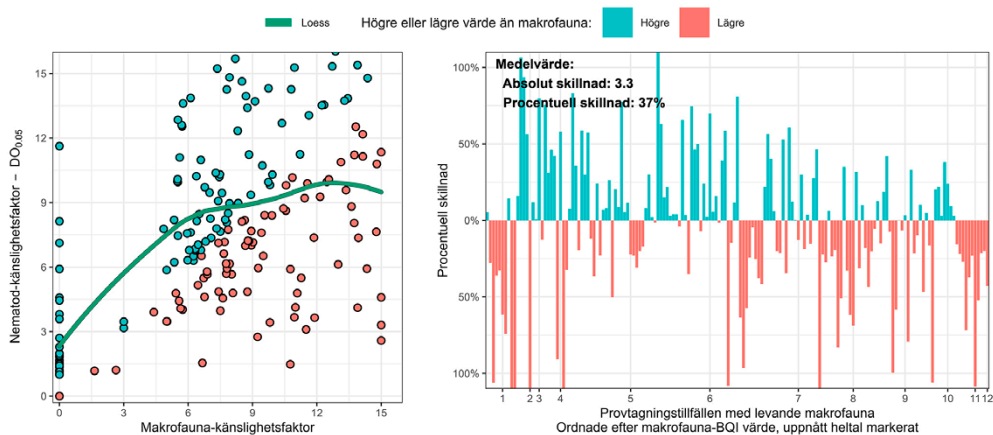 Loess Högre eller lägre värde än makrofauna: Högre Lägre
Nematod-känslighetsfaktor – DO0.05
15
12
9
6
3
0
0 3 6 9 12 15
Makrofauna-känslighetsfaktor
Procentuell skillnad
100%
50%
0%
50%
100%
Medelvärde:
Absolut skillnad: 3.3
Procentuell skillnad: 37%
1 2 3 4 5 6 7 8 9 10 11 12
Provtagningstillfällen med levande makrofauna
Ordnade efter makrofauna-BQI värde, uppnått heltal markerat